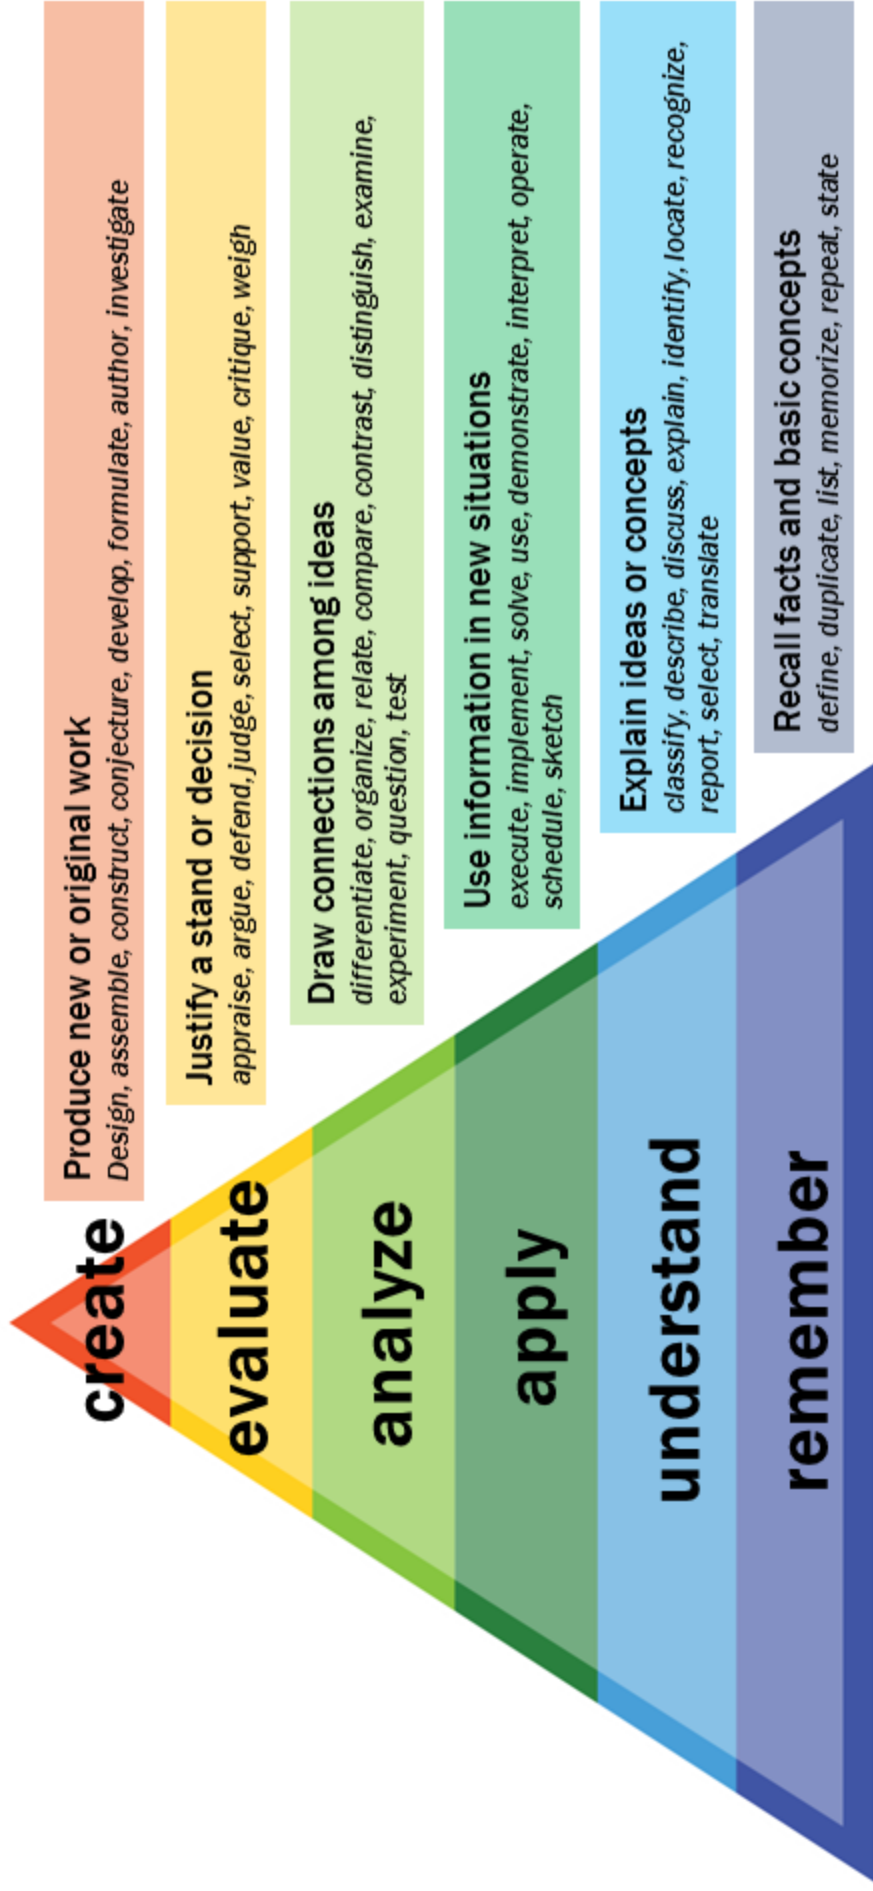 create
Produce new or original work
Design, assemble, construct, conjecture, develop, formulate, author, investigate
evaluate
Justify a stand or decision
appraise, argue, defend, judge, select, support, value, critique, weigh
analyze
Draw connections among ideas
differentiate, organize, relate, compare, contrast, distinguish, examine,
experiment, question, test
apply
Use information in new situations
execute, implement, solve, use, demonstrate, interpret, operate,
schedule, sketch
understand
Explain ideas or concepts
classify, describe, discuss, explain, identify, locate, recognize,
report, select, translate
remember
Recall facts and basic concepts
define, duplicate, list, memorize, repeat, state